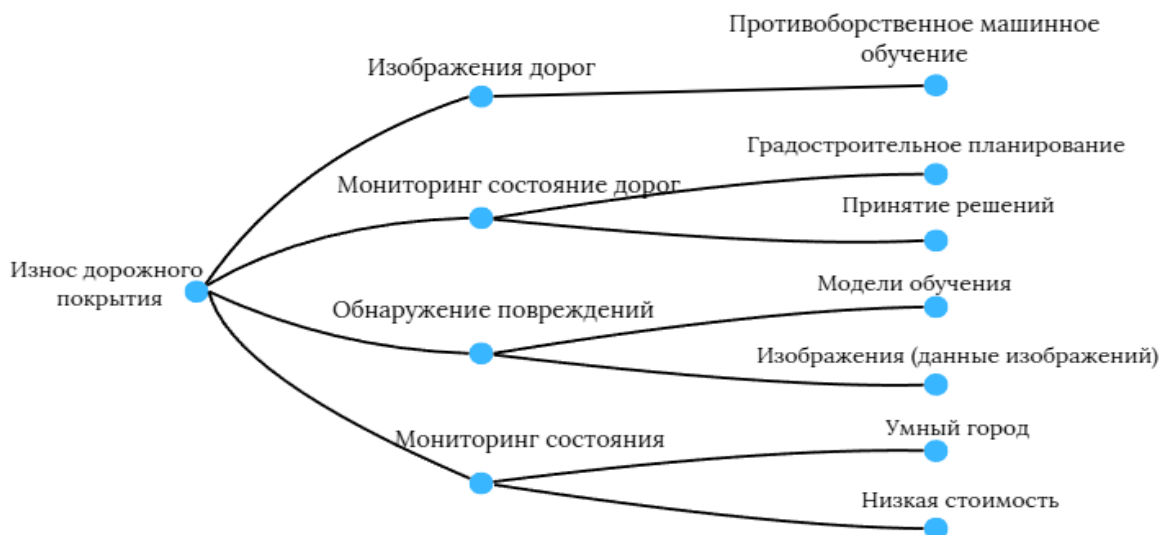 Противоборственное машинное
обучение
Изображения дорог
Градостроительное планирование
Мониторинг состояние дорог
Принятие решений
Износ дорожного
покрытия
Модели обучения
Обнаружение повреждений
Изображения (данные изображений)
Умный город
Мониторинг состояния
Низкая стоимость